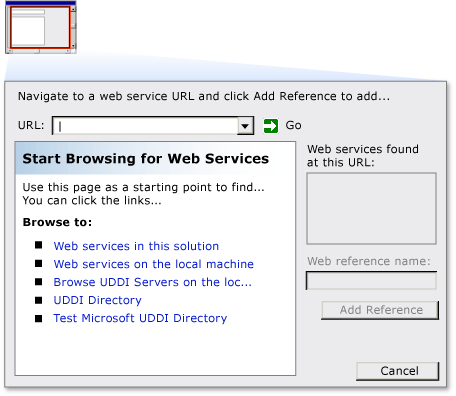 Navigate to a web service URL and click Add Reference to add...
URL:
Go
Start Browsing for Web Services
Use this page as a starting point to find...
You can click the links...
Browse to:
Web services in this solution
Web services on the local machine
Browse UDDI Servers on the loc...
UDDI Directory
Test Microsoft UDDI Directory
Web services found
at this URL:
Web reference name:
Add Reference
Cancel